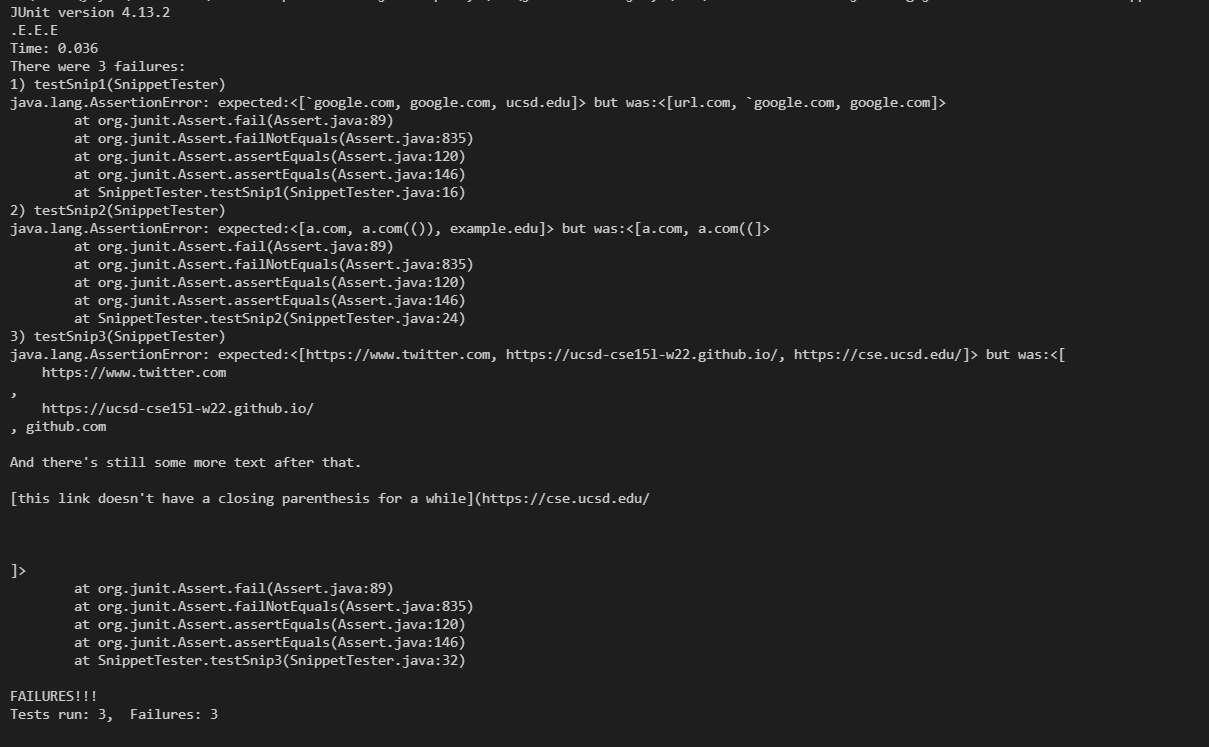 JUnit version 4.13.2
.E.E.E
Time: 0.036
There were 3 failures:
1) testSnip1(SnippetTester)
java.lang.AssertionError: expected:<[`google.com, google.com, ucsd.edu]> but was:<[url.com, `google.com, google.com]>
        at org.junit.Assert.fail(Assert.java:89)
        at org.junit.Assert.failNotEquals(Assert.java:835)
        at org.junit.Assert.assertEquals(Assert.java:120)
        at org.junit.Assert.assertEquals(Assert.java:146)
        at SnippetTester.testSnip1(SnippetTester.java:16)
2) testSnip2(SnippetTester)
java.lang.AssertionError: expected:<[a.com, a.com(()), example.edu]> but was:<[a.com, a.com((]>
        at org.junit.Assert.fail(Assert.java:89)
        at org.junit.Assert.failNotEquals(Assert.java:835)
        at org.junit.Assert.assertEquals(Assert.java:120)
        at org.junit.Assert.assertEquals(Assert.java:146)
        at SnippetTester.testSnip2(SnippetTester.java:24)
3) testSnip3(SnippetTester)
java.lang.AssertionError: expected:<[https://www.twitter.com, https://ucsd-cse15l-w22.github.io/, https://cse.ucsd.edu/]> but was:<[
    https://www.twitter.com
,
    https://ucsd-cse15l-w22.github.io/
, github.com

And there's still some more text after that.

[this link doesn't have a closing parenthesis for a while](https://cse.ucsd.edu/



]>
        at org.junit.Assert.fail(Assert.java:89)
        at org.junit.Assert.failNotEquals(Assert.java:835)
        at org.junit.Assert.assertEquals(Assert.java:120)
        at org.junit.Assert.assertEquals(Assert.java:146)
        at SnippetTester.testSnip3(SnippetTester.java:32)

FAILURES!!!
Tests run: 3,  Failures: 3